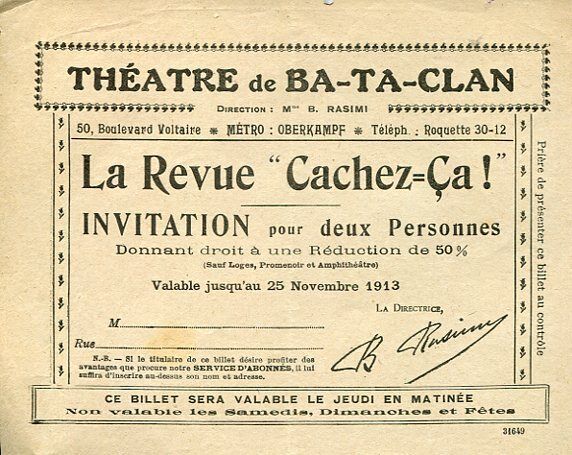 THÉATRE de BA-TA-CLAN
DIRECTION : Mme B. RASIMI
50, Boulevard Voltaire * MÉTRO : OBERKAMPF * Téléph. : Roquette 30-12
La Revue "Cachez=Ça!"
INVITATION pour deux Personnes
Donnant droit à une Réduction de 50%
(Sauf Loges, Promenoir et Amphithéâtre)
Valable jusqu'au 25 Novembre 1913
LA DIRECTRICE,
M
Rue
B Rasimi
N.-B. - Si le titulaire de ce billet désire profiter des
avantages que procure notre SERVICE D'ABONNÉS, il lui
suffira d'inscrire au-dessus son nom et adresse.
Prière de présenter ce billet au contrôle
CE BILLET SERA VALABLE LE JEUDI EN MATINÉE
Non valable les Samedis, Dimanches et Fêtes
31649